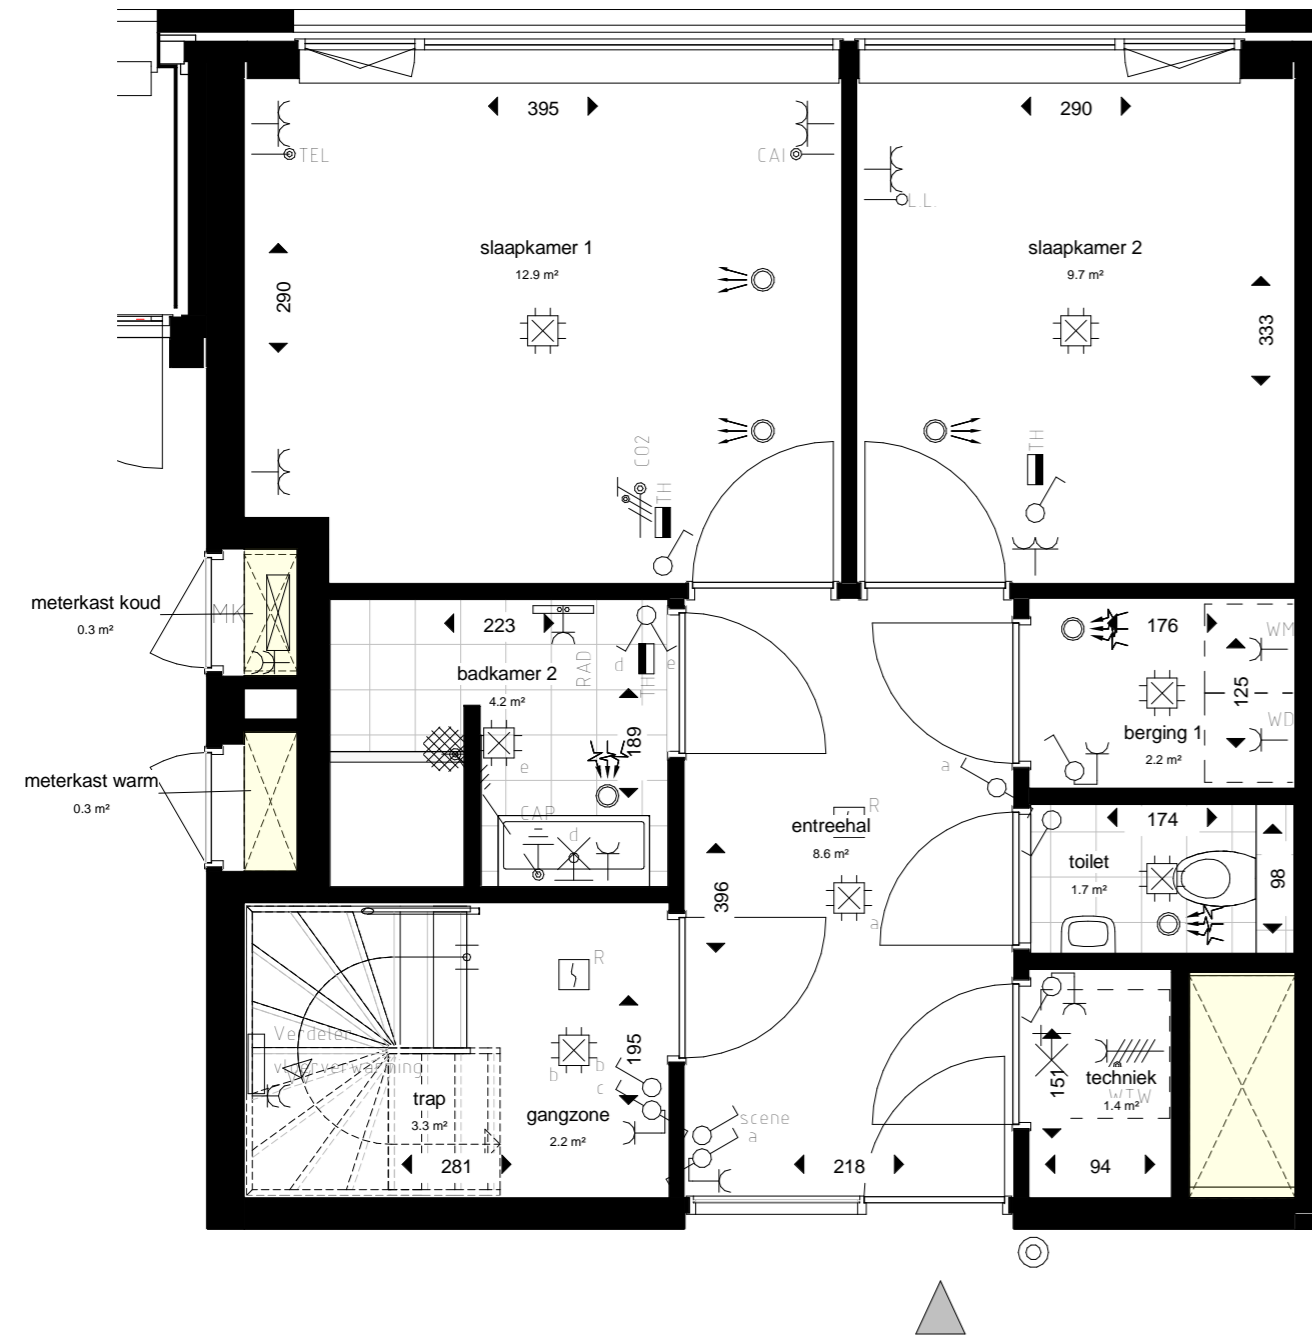 395
290
TEL
CAI
L.L.
slaapkamer 1
12.9 m²
slaapkamer 2
9.7 m²
290
333
CO2
TH
TH
meterkast koud
0.3 m²
MK
223
176
WM
badkamer 2
4.2 m²
RAD
d
e
TH
125
189
berging 1
2.2 m²
WD
e
a
meterkast warm
0.3 m²
CAP
d
R
entreehal
8.6 m²
174
toilet
1.7 m²
98
396
a
R
Verdeler
vloerverwarming
195
b
b
c
151
techniek
1.4 m²
WTW
trap
3.3 m²
gangzone
2.2 m²
scene
a
281
218
94